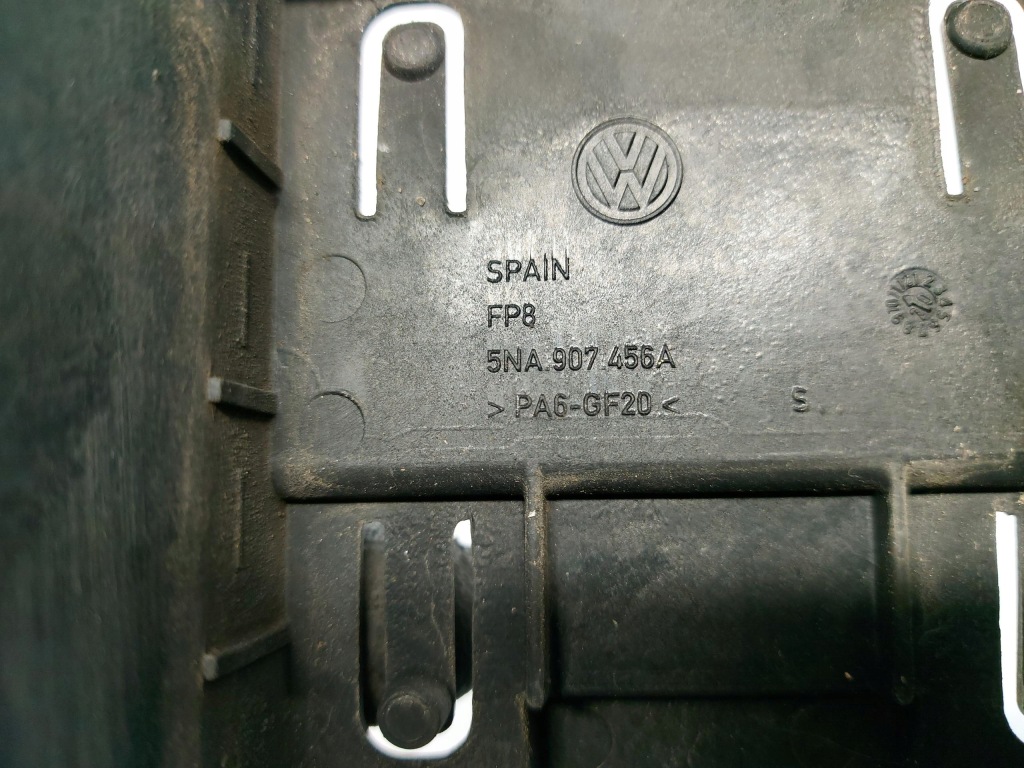 SPAIN
FP8
5NA.907.456A
> PA6-GF20 <
S